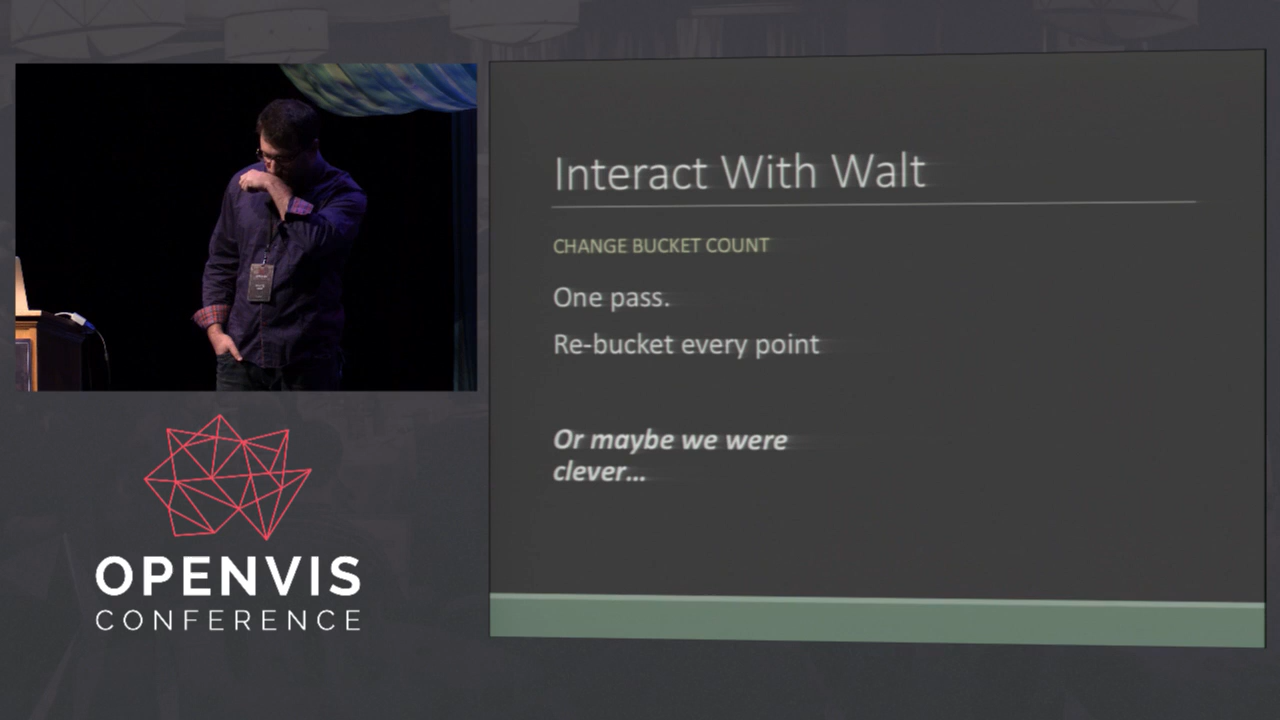 Interact With Walt
CHANGE BUCKET COUNT
One pass.
Re-bucket every point
Or maybe we were
clever...
OPENVIS
CONFERENCE